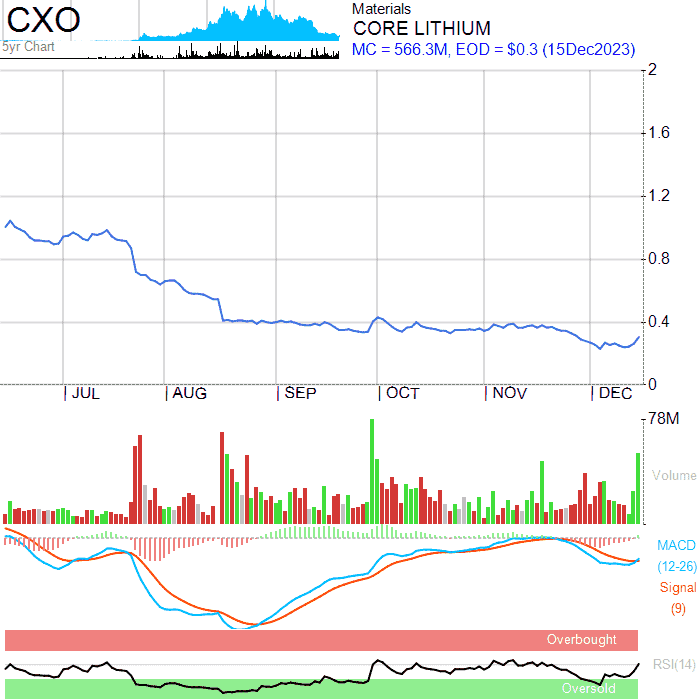 CXO
5yr Chart
Materials
CORE LITHIUM
MC = 566.3M, EOD = $0.3 (15Dec2023)
2
1.6
1.2
0.8
0.4
0
JUL AUG SEP OCT NOV DEC
78M
Volume
MACD
(12-26)
Signal
(9)
Overbought
RSI(14)
Oversold